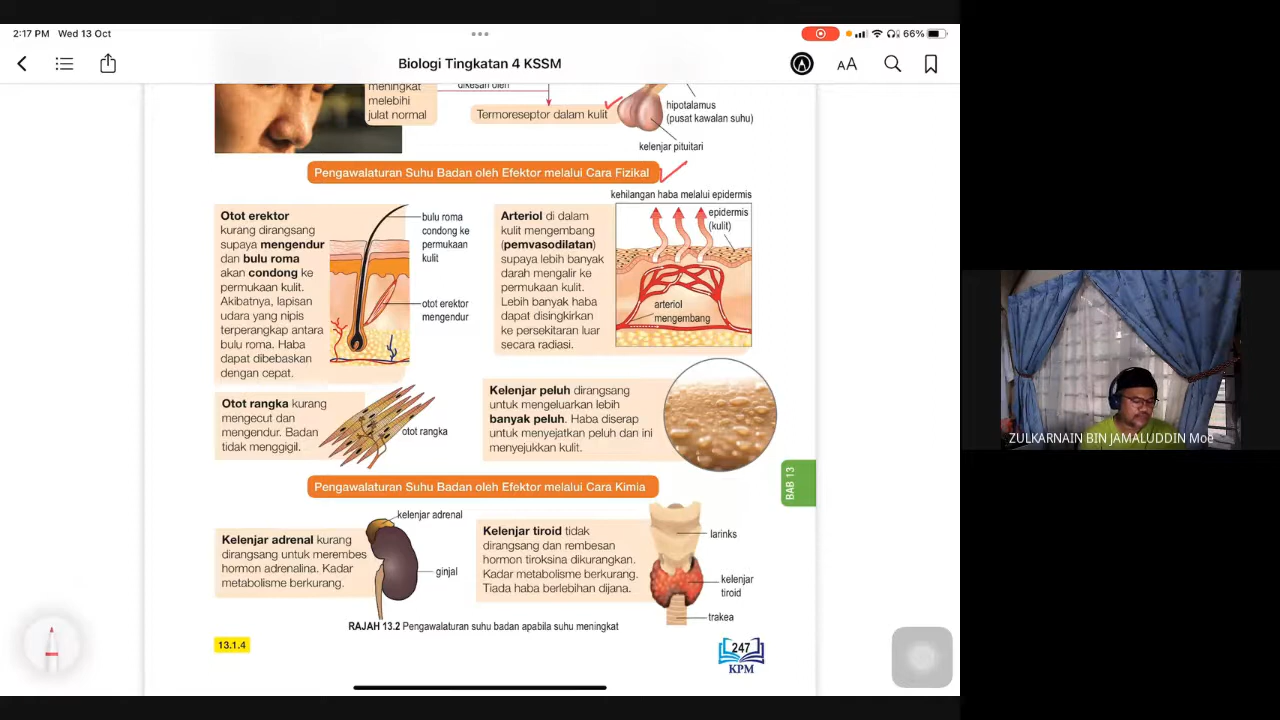 2:17 PM Wed 13 Oct
66%
Biologi Tingkatan 4 KSSM
AA
meningkat
melebihi
julat normal
dikesan oleh
Termoreseptor dalam kulit
hipotalamus
(pusat kawalan suhu)
kelenjar pituitari
Pengawalaturan Suhu Badan oleh Efektor melalui Cara Fizikal
Otot erektor
kurang dirangsang
supaya mengendur
dan bulu roma
akan condong ke
permukaan kulit.
Akibatnya, lapisan
udara yang nipis
terperangkap antara
bulu roma. Haba
dapat dibebaskan
dengan cepat.
bulu roma
condong ke
permukaan
kulit
otot erektor
mengendur
Arteriol di dalam
kulit mengembang
(pemvasodilatan)
supaya lebih banyak
darah mengalir ke
permukaan kulit.
Lebih banyak haba
dapat disingkirkan
ke persekitaran luar
secara radiasi.
kehilangan haba melalui epidermis
epidermis
(kulit)
arteriol
mengembang
Otot rangka kurang
mengecut dan
mengendur. Badan
tidak menggigil.
otot rangka
Kelenjar peluh dirangsang
untuk mengeluarkan lebih
banyak peluh. Haba diserap
untuk menyejatkan peluh dan ini
menyejukkan kulit.
BAB 13
Pengawalaturan Suhu Badan oleh Efektor melalui Cara Kimia
Kelenjar adrenal kurang
dirangsang untuk merembes
hormon adrenalina. Kadar
metabolisme berkurang.
kelenjar adrenal
ginjal
Kelenjar tiroid tidak
dirangsang dan rembesan
hormon tiroksina dikurangkan.
Kadar metabolisme berkurang.
Tiada haba berlebihan dijana.
larinks
kelenjar
tiroid
trakea
RAJAH 13.2 Pengawalaturan suhu badan apabila suhu meningkat
13.1.4
247
KPM
ZULKARNAIN BIN JAMALUDDIN Moe